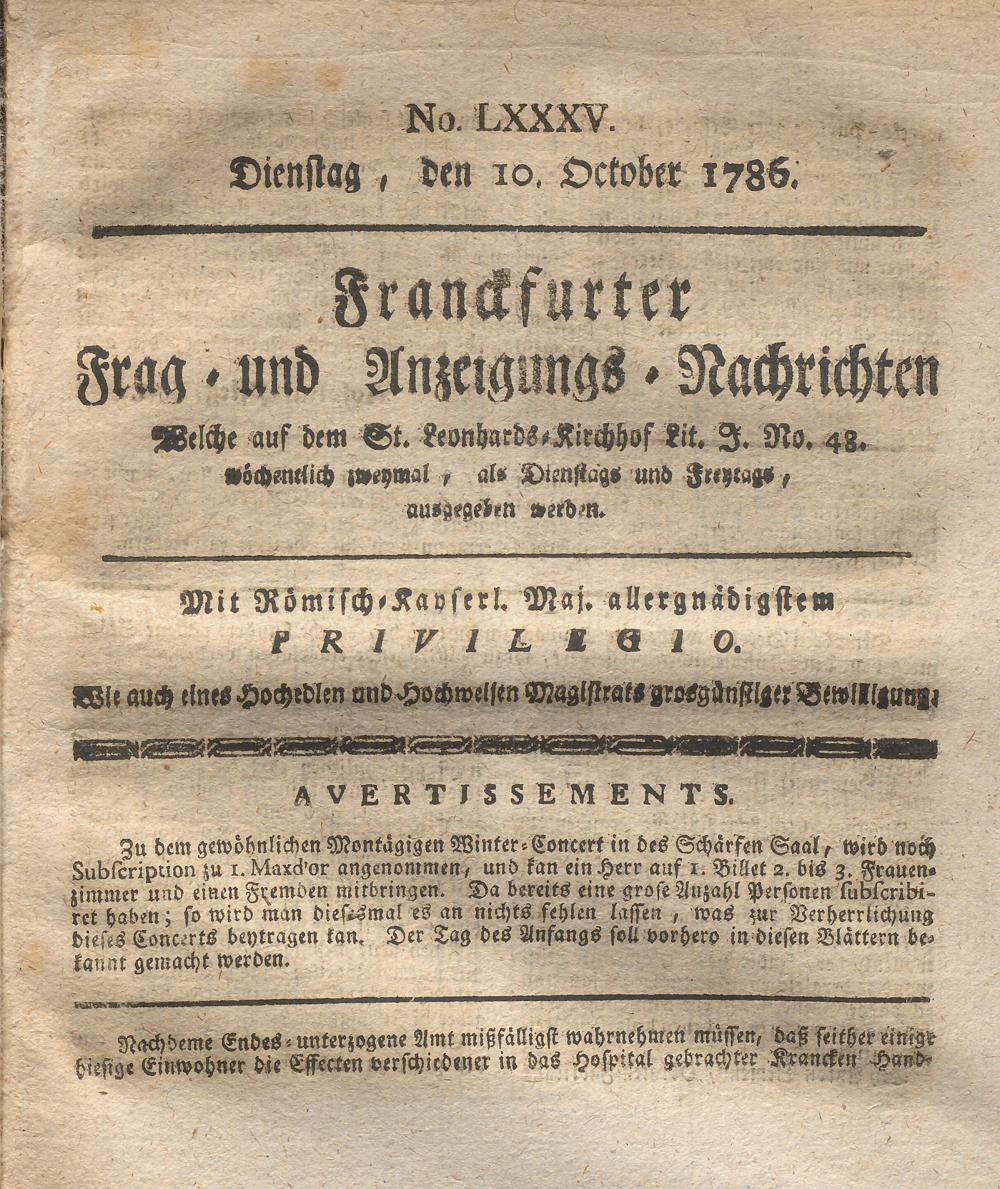 No. LXXXV.
Dienstag, den 10. October 1786.
Franckfurter
Frag- und Anzeigungs-Nachrichten
Welche auf dem St. Leonhards-Kirchhof Lit. J. No. 48.
wöchentlich zweymal, als Dienstags und Freytags,
ausgegeben werden.
Mit Römisch-Kayserl. Maj. allergnädigstem
PRIVILEGIO.
Wie auch eines Hochedlen und Hochweisen Magistrats grosgünstiger Bewilligung.
AVERTISSEMENTS.
Zu dem gewöhnlichen Montägigen Winter-Concert in des Schärfen Saal, wird noch
Subscription zu 1. Maxd'or angenommen, und kan ein Herr auf 1. Billet 2. bis 3. Frauen-
zimmer und einen Fremden mitbringen. Da bereits eine grose Anzahl Personen subscribi-
ret haben; so wird man diesesmal es an nichts fehlen lassen, was zur Verherrlichung
dieses Concerts beytragen kan. Der Tag des Anfangs soll vorhero in diesen Blättern be-
kannt gemacht werden.
Nachdeme Endes-unterzogene Amt mißfälligst wahrnehmen müssen, daß seither einige
hiesige Einwohner die Effecten verschiedener in das Hospital gebrachter Krancken Hand-